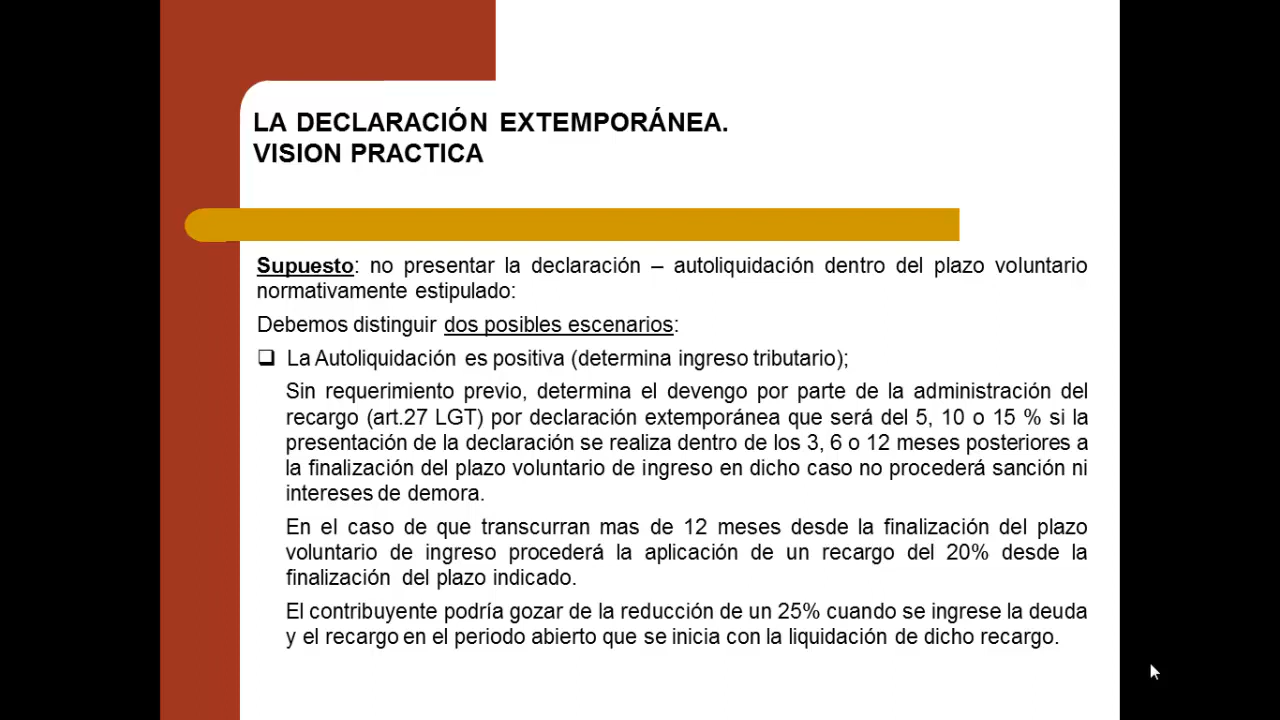 LA DECLARACIÓN EXTEMPORÁNEA.
VISION PRACTICA
Supuesto: no presentar la declaración – autoliquidación dentro del plazo voluntario
normativamente estipulado:
Debemos distinguir dos posibles escenarios:
❑ La Autoliquidación es positiva (determina ingreso tributario);
Sin requerimiento previo, determina el devengo por parte de la administración del
recargo (art.27 LGT) por declaración extemporánea que será del 5, 10 o 15 % si la
presentación de la declaración se realiza dentro de los 3, 6 o 12 meses posteriores a
la finalización del plazo voluntario de ingreso en dicho caso no procederá sanción ni
intereses de demora.
En el caso de que transcurran mas de 12 meses desde la finalización del plazo
voluntario de ingreso procederá la aplicación de un recargo del 20% desde la
finalización del plazo indicado.
El contribuyente podría gozar de la reducción de un 25% cuando se ingrese la deuda
y el recargo en el periodo abierto que se inicia con la liquidación de dicho recargo.